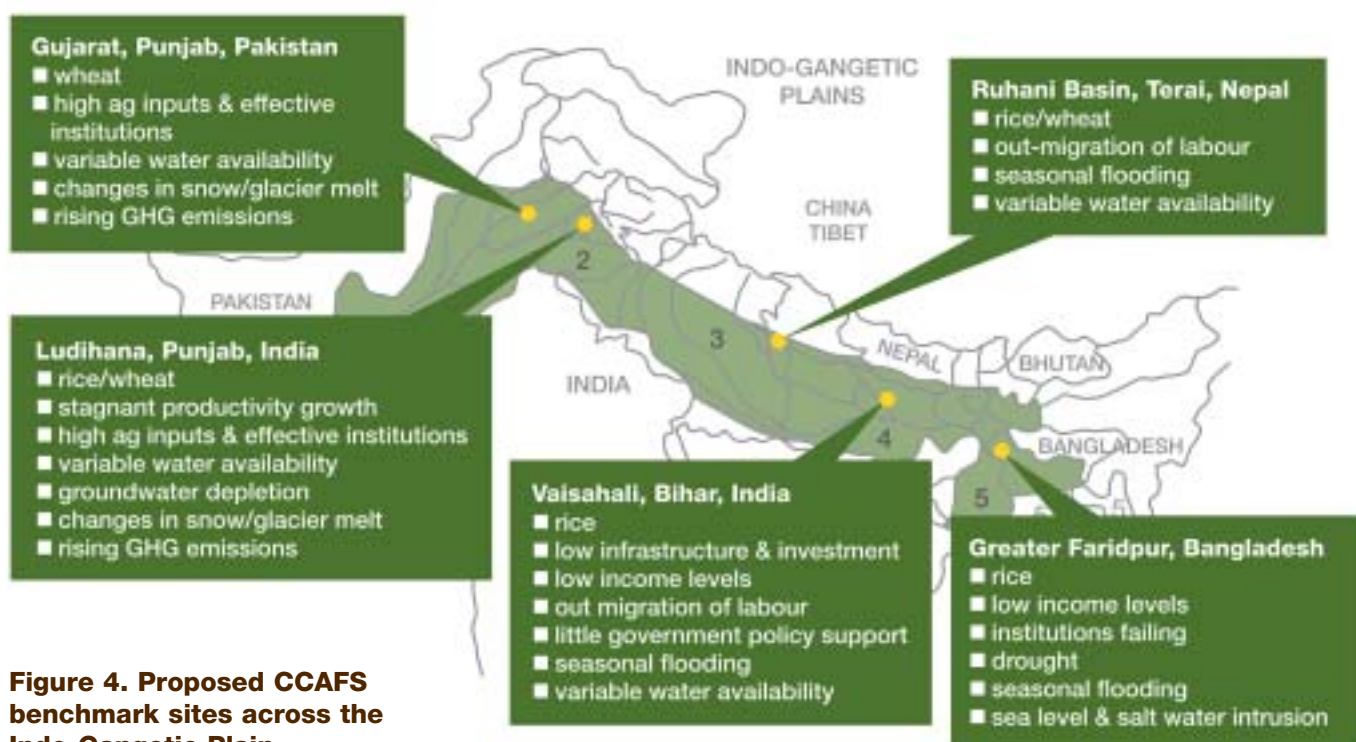 Gujarat, Punjab, Pakistan
■ wheat
■ high ag inputs & effective
institutions
■ variable water availability
■ changes in snow/glacier melt
■ rising GHG emissions
INDO-GANGETIC
PLAINS
Ruhani Basin, Terai, Nepal
■ rice/wheat
■ out-migration of labour
■ seasonal flooding
■ variable water availability
CHINA
TIBET
2
PAKISTAN
3
NEPAL
BHUTAN
INDIA
4
BANGLADESH
5
Ludihana, Punjab, India
■ rice/wheat
■ stagnant productivity growth
■ high ag inputs & effective institutions
■ variable water availability
■ groundwater depletion
■ changes in snow/glacier melt
■ rising GHG emissions
Vaisahali, Bihar, India
■ rice
■ low infrastructure & investment
■ low income levels
■ out migration of labour
■ little government policy support
■ seasonal flooding
■ variable water availability
Greater Faridpur, Bangladesh
■ rice
■ low income levels
■ institutions failing
■ drought
■ seasonal flooding
■ sea level & salt water intrusion
Figure 4. Proposed CCAFS
benchmark sites across the
Indo-Gangetic Plain